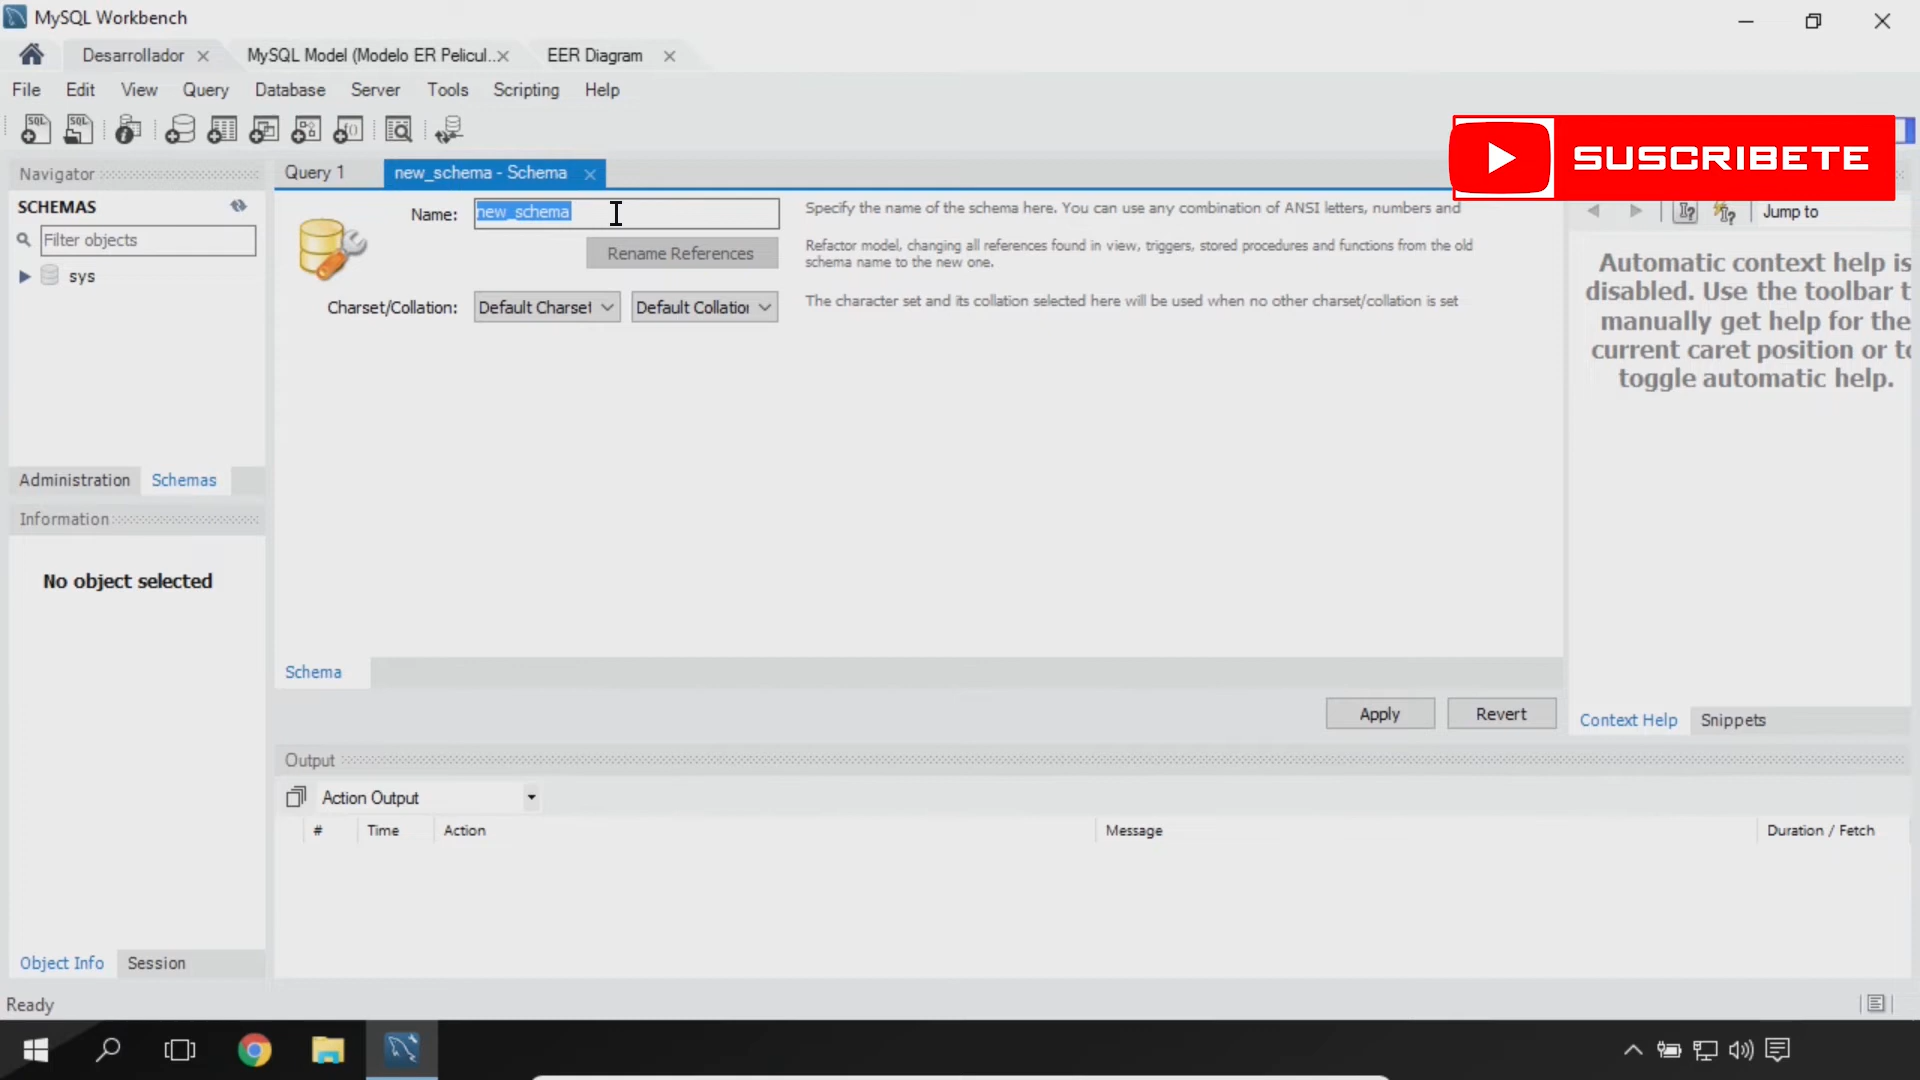 MySQL Workbench
Desarrollador
MySQL Model (Modelo ER Pelicul..
EER Diagram
File Edit View Query Database Server Tools Scripting Help
SUSCRIBETE
Navigator
SCHEMAS
Filter objects
sys
Administration
Schemas
Information
No object selected
Object Info
Session
Query 1
new_schema - Schema
Name:
new_schema
Specify the name of the schema here. You can use any combination of ANSI letters, numbers and
Rename References
Refactor model, changing all references found in view, triggers, stored procedures and functions from the old
schema name to the new one.
Charset/Collation:
Default Charset
Default Collation
The character set and its collation selected here will be used when no other charset/collation is set
Schema
Apply
Revert
Jump to
Automatic context help is
disabled. Use the toolbar t
manually get help for the
current caret position or to
toggle automatic help.
Context Help
Snippets
Output
Action Output
# Time Action Message Duration / Fetch
Ready